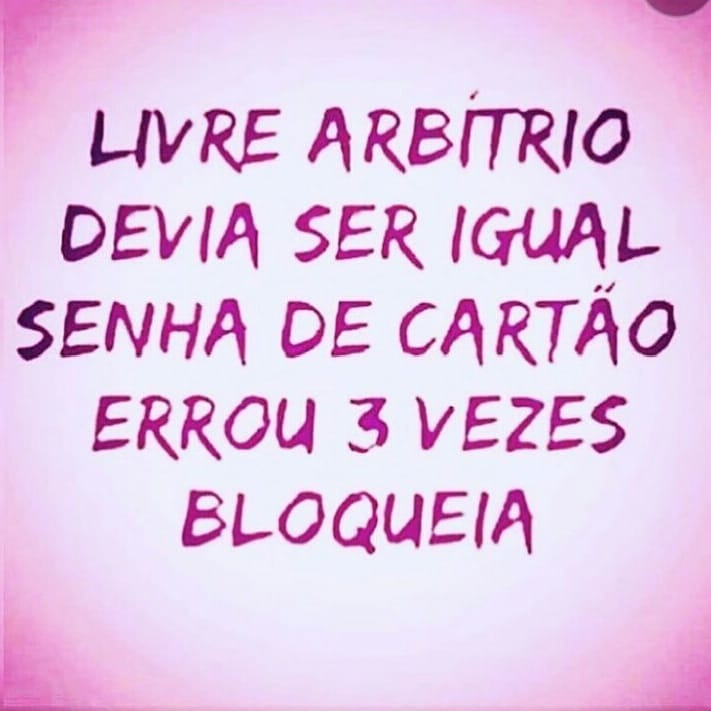 LIVRE ARBÍTRIO
DEVIA SER IGUAL
SENHA DE CARTÃO
ERROU 3 VEZES
BLOQUEIA